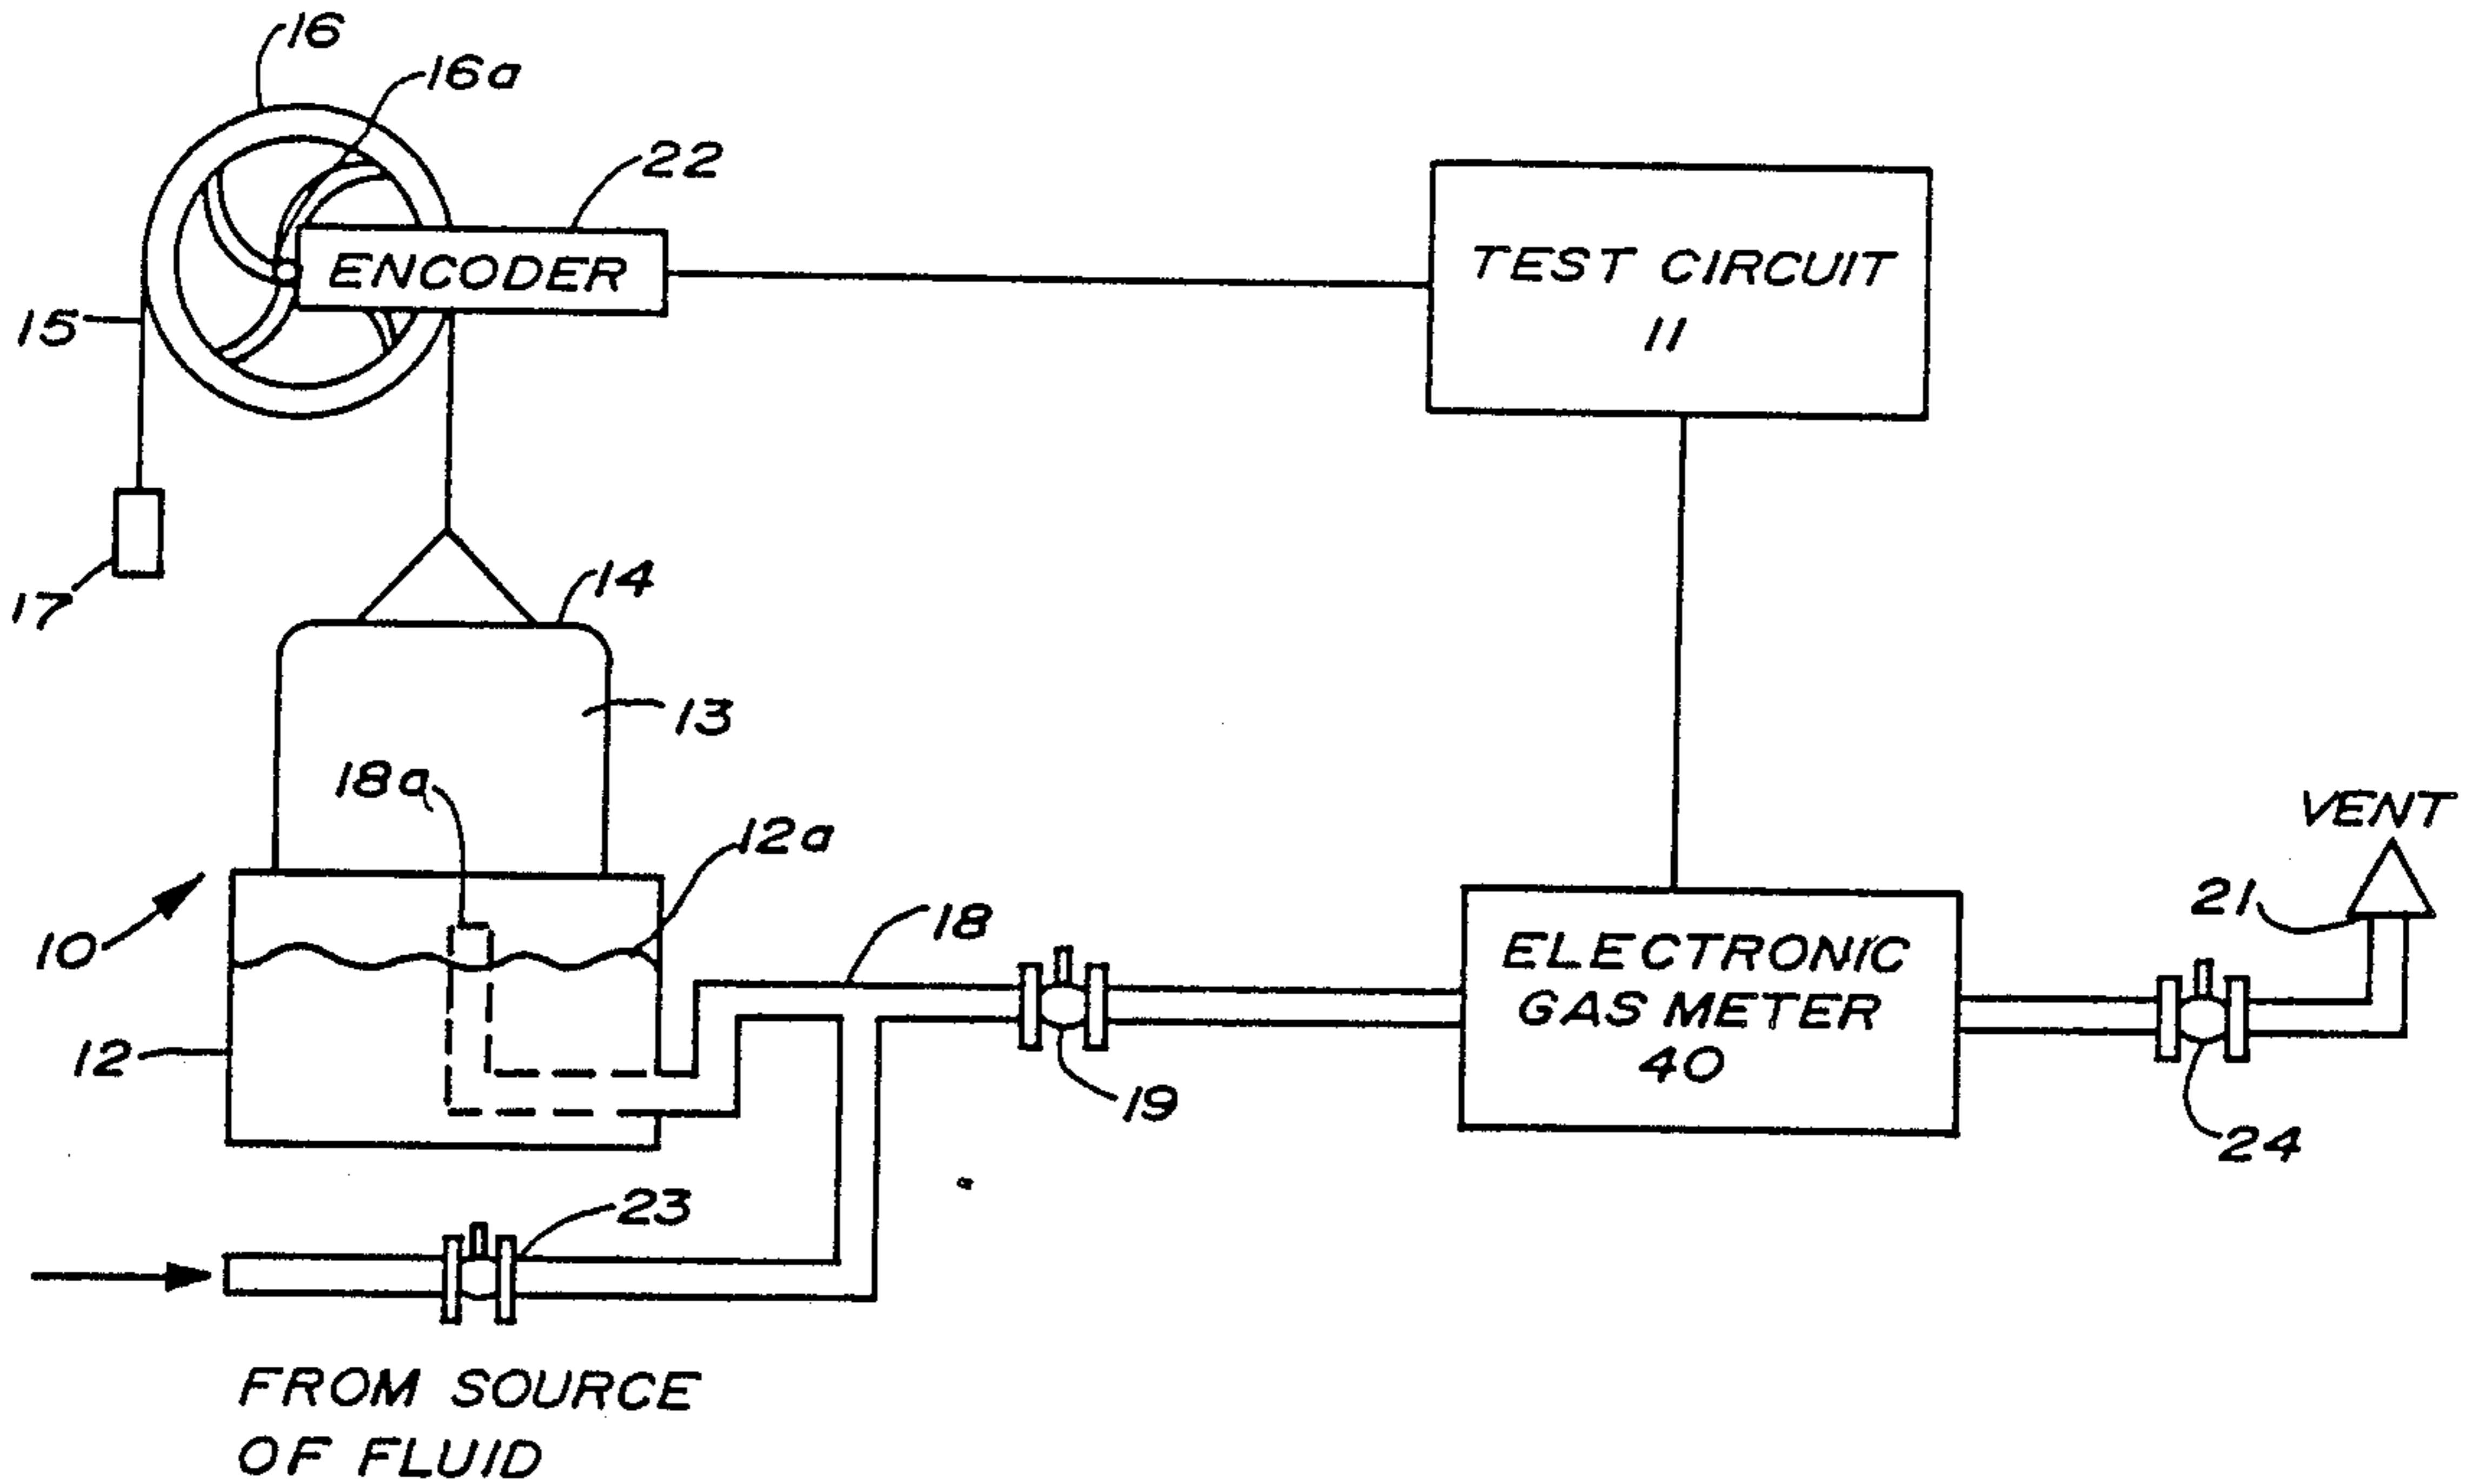 16
16a
22
ENCODER
TEST CIRCUIT
11
15
17
14
13
18a
12a
10
18
VENT
21
ELECTRONIC
GAS METER
40
12
19
24
23
FROM SOURCE
OF FLUID